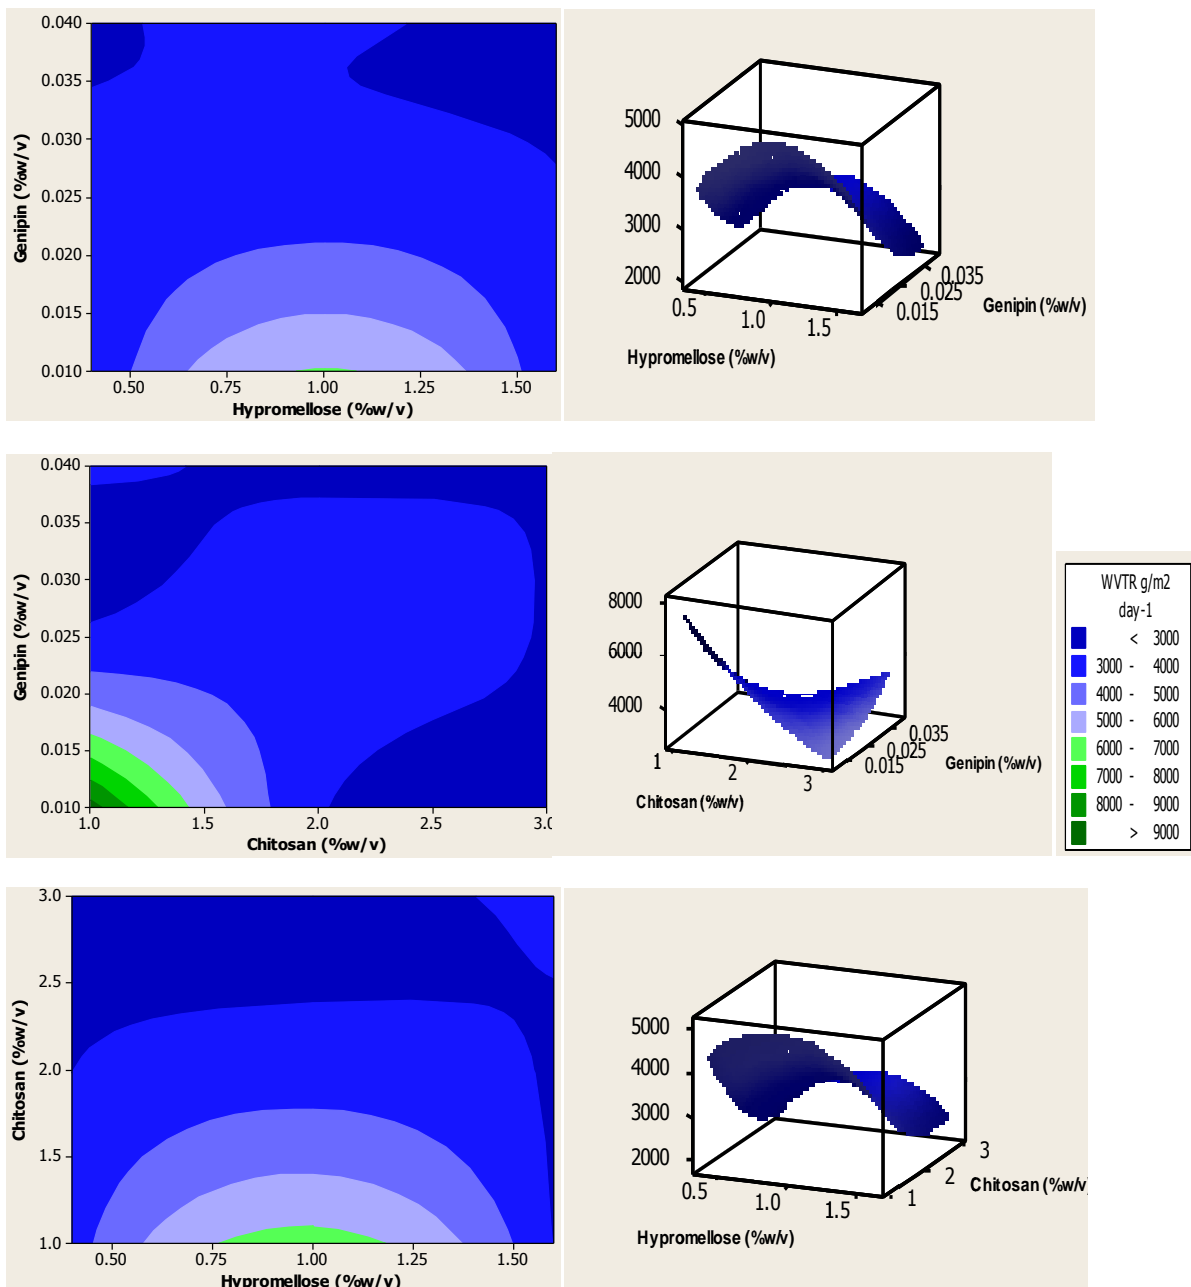 0.040
0.035
0.030
0.025
0.020
0.015
0.010
Genipin (%w/v)
0.50 0.75 1.00 1.25 1.50
Hypromellose (%w/v)
5000
4000
3000
2000
0.5 1.0 1.5
0.015 0.025 0.035
Genipin (%w/v)
Hypromellose (%w/v)
0.040
0.035
0.030
0.025
0.020
0.015
0.010
Genipin (%w/v)
1.0 1.5 2.0 2.5 3.0
Chitosan (%w/v)
8000
6000
4000
1 2 3
0.015 0.025 0.035
Genipin (%w/v)
Chitosan (%w/v)
WVTR g/m2
day-1
< 3000
3000 - 4000
4000 - 5000
5000 - 6000
6000 - 7000
7000 - 8000
8000 - 9000
> 9000
3.0
2.5
2.0
1.5
1.0
Chitosan (%w/v)
0.50 0.75 1.00 1.25 1.50
Hypromellose (%w/v)
5000
4000
3000
2000
0.5 1.0 1.5
1 2 3
Chitosan (%w/v
Hypromellose (%w/v)